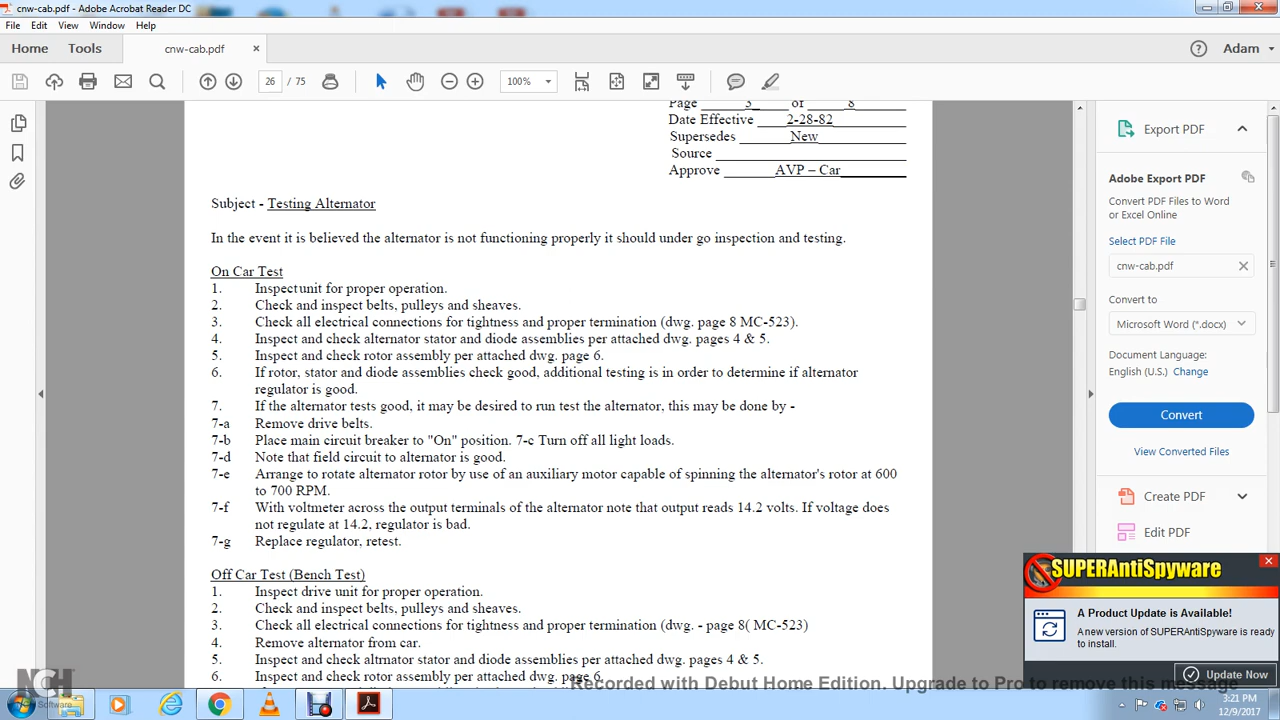 cnw-cab.pdf - Adobe Acrobat Reader DC
File Edit View Window Help
Home Tools cnw-cab.pdf × Adam
26 / 75 100%
Page 3 of 8
Date Effective 2-28-82
Supersedes New
Source
Approve AVP – Car
Subject - Testing Alternator
In the event it is believed the alternator is not functioning properly it should under go inspection and testing.
On Car Test
1. Inspect unit for proper operation.
2. Check and inspect belts, pulleys and sheaves.
3. Check all electrical connections for tightness and proper termination (dwg. page 8 MC-523).
4. Inspect and check alternator stator and diode assemblies per attached dwg. pages 4 & 5.
5. Inspect and check rotor assembly per attached dwg. page 6.
6. If rotor, stator and diode assemblies check good, additional testing is in order to determine if alternator
regulator is good.
7. If the alternator tests good, it may be desired to run test the alternator, this may be done by -
7-a Remove drive belts.
7-b Place main circuit breaker to "On" position. 7-c Turn off all light loads.
7-d Note that field circuit to alternator is good.
7-e Arrange to rotate alternator rotor by use of an auxiliary motor capable of spinning the alternator's rotor at 600
to 700 RPM.
7-f With voltmeter across the output terminals of the alternator note that output reads 14.2 volts. If voltage does
not regulate at 14.2, regulator is bad.
7-g Replace regulator, retest.
Off Car Test (Bench Test)
1. Inspect drive unit for proper operation.
2. Check and inspect belts, pulleys and sheaves.
3. Check all electrical connections for tightness and proper termination (dwg. - page 8( MC-523)
4. Remove alternator from car.
5. Inspect and check altrnator stator and diode assemblies per attached dwg. pages 4 & 5.
6. Inspect and check rotor assembly per attached dwg. page 6.
Export PDF
Adobe Export PDF
Convert PDF Files to Word
or Excel Online
Select PDF File
cnw-cab.pdf
Convert to
Microsoft Word (*.docx)
Document Language:
English (U.S.) Change
Convert
View Converted Files
Create PDF
Edit PDF
SUPERAntiSpyware
A Product Update is Available!
A new version of SUPERAntiSpyware is ready
to install.
Update Now
NCH
Software
Recorded with Debut Home Edition. Upgrade to Pro to remove this message
3:21 PM
12/9/2017